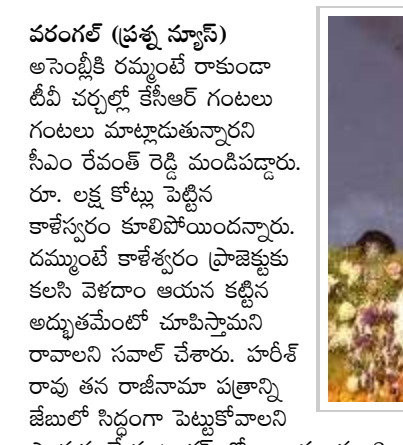 వరంగల్ (ప్రశ్న న్యూస్)
అసెంబ్లీకి రమ్మంటే రాకుండా
టీవీ చర్చల్లో కేసీఆర్ గంటలు
గంటలు మాట్లాడుతున్నారని
సీఎం రేవంత్ రెడ్డి మండిపడ్డారు.
రూ. లక్ష కోట్లు పెట్టిన
కాళేస్వరం కూలిపోయిందన్నారు.
దమ్ముంటే కాళేశ్వరం ప్రాజెక్టుకు
కలసి వెళదాం ఆయన కట్టిన
అద్భుతమేంటో చూపిస్తామని
రావాలని సవాల్ చేశారు. హరీశ్
రావు తన రాజీనామా పత్రాన్ని
జేబులో సిద్ధంగా పెట్టుకోవాలని